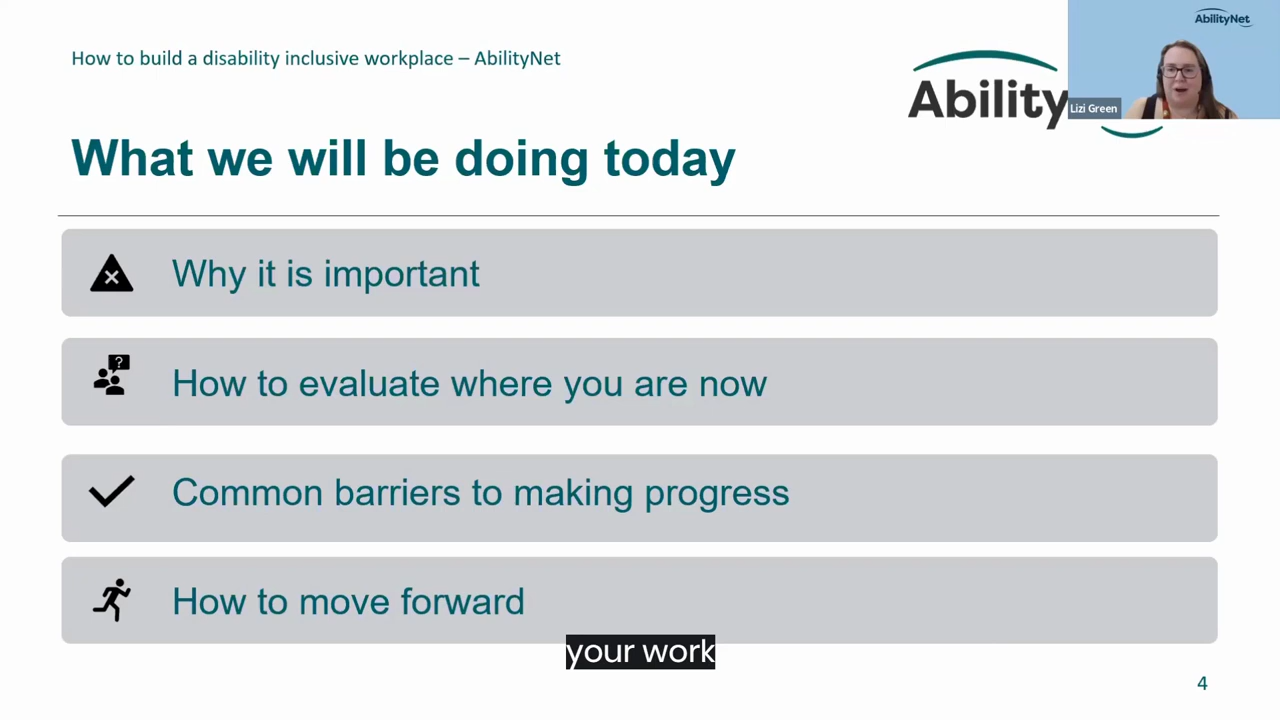 How to build a disability inclusive workplace – AbilityNet
AbilityNet
Ability
Lizi Green
What we will be doing today
Why it is important
?
How to evaluate where you are now
Common barriers to making progress
How to move forward
your work
4